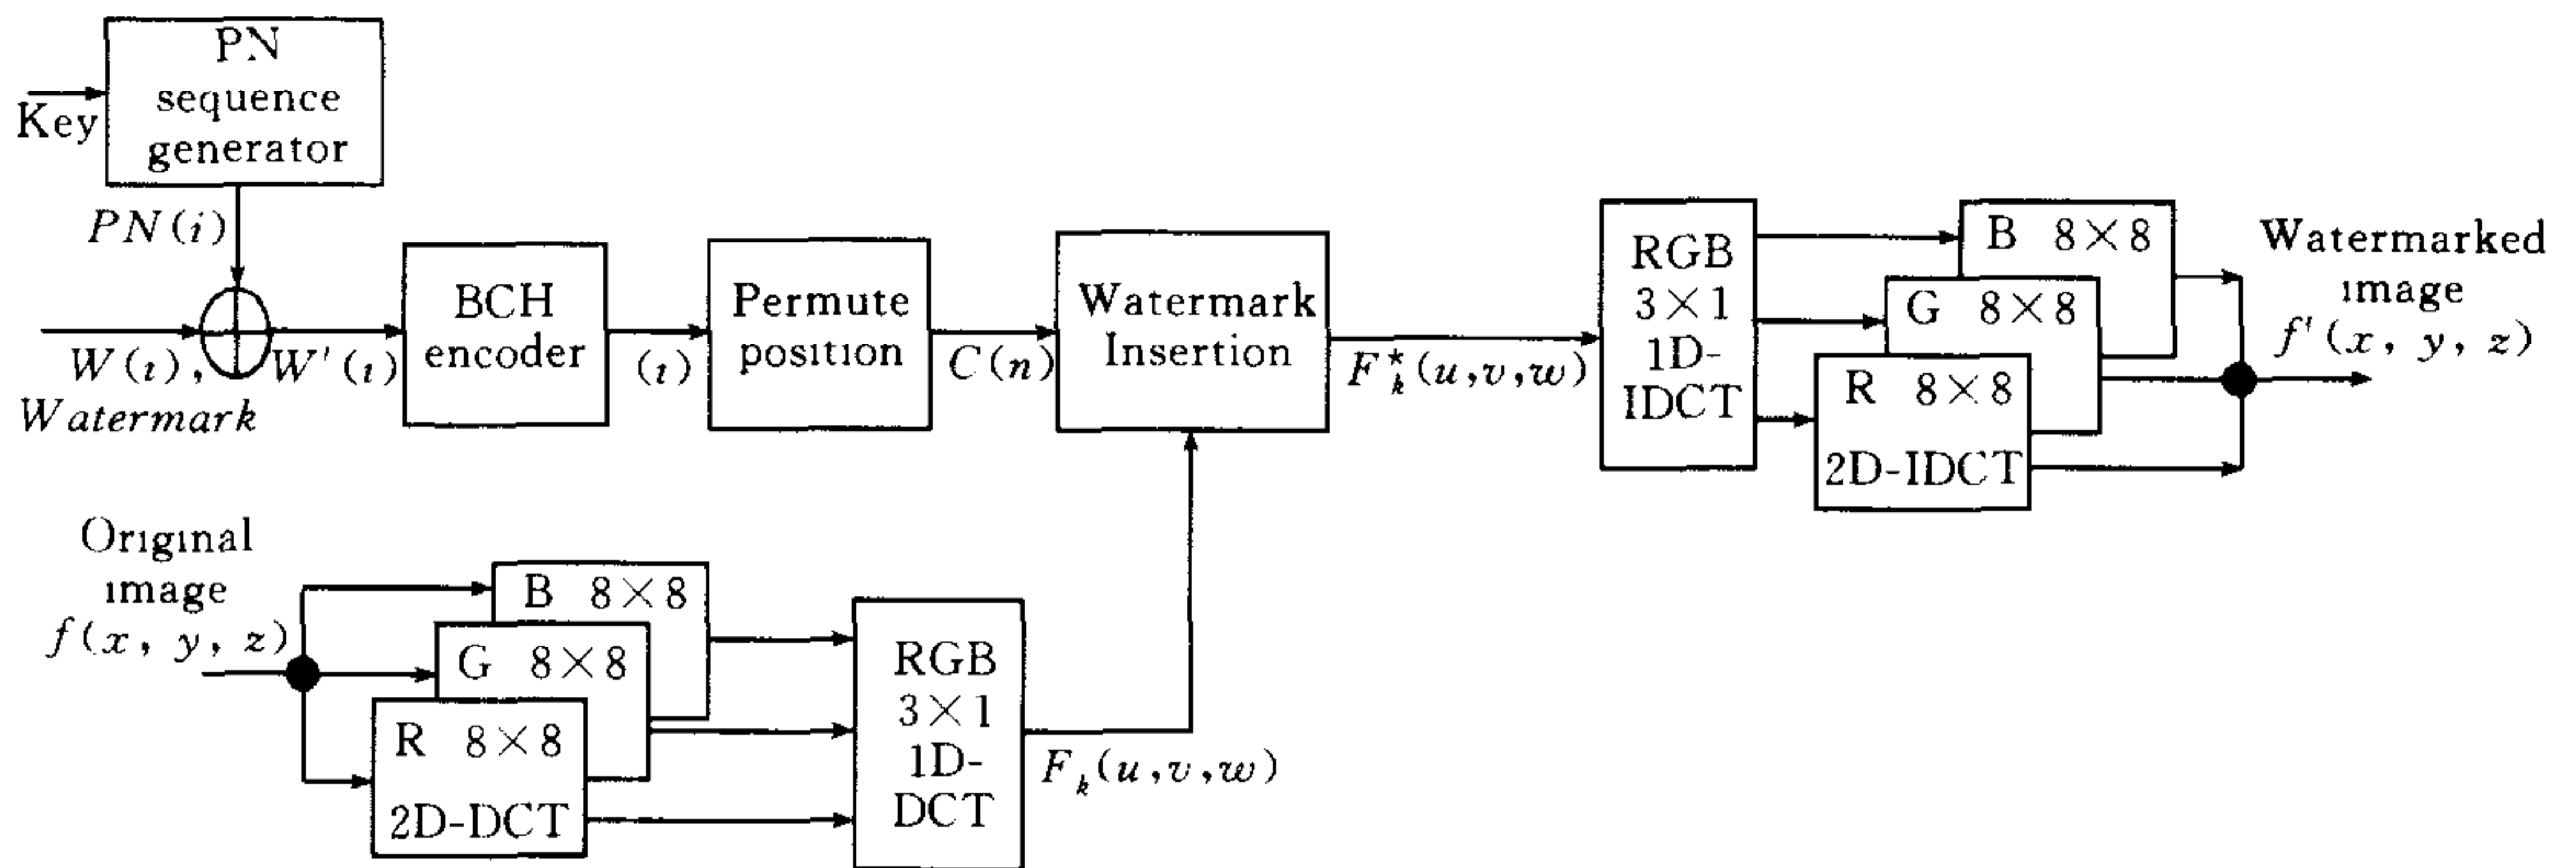 PN
sequence
generator
Key
PN(i)
W(i),
Watermark
W'(i)
BCH
encoder
(i)
Permute
position
C(n)
Watermark
Insertion
F*k(u,v,w)
RGB
3×1
1D-
IDCT
B 8×8
G 8×8
R 8×8
2D-IDCT
Watermarked
image
f'(x, y, z)
Original
image
f(x, y, z)
B 8×8
G 8×8
R 8×8
2D-DCT
RGB
3×1
1D-
DCT
Fk(u,v,w)